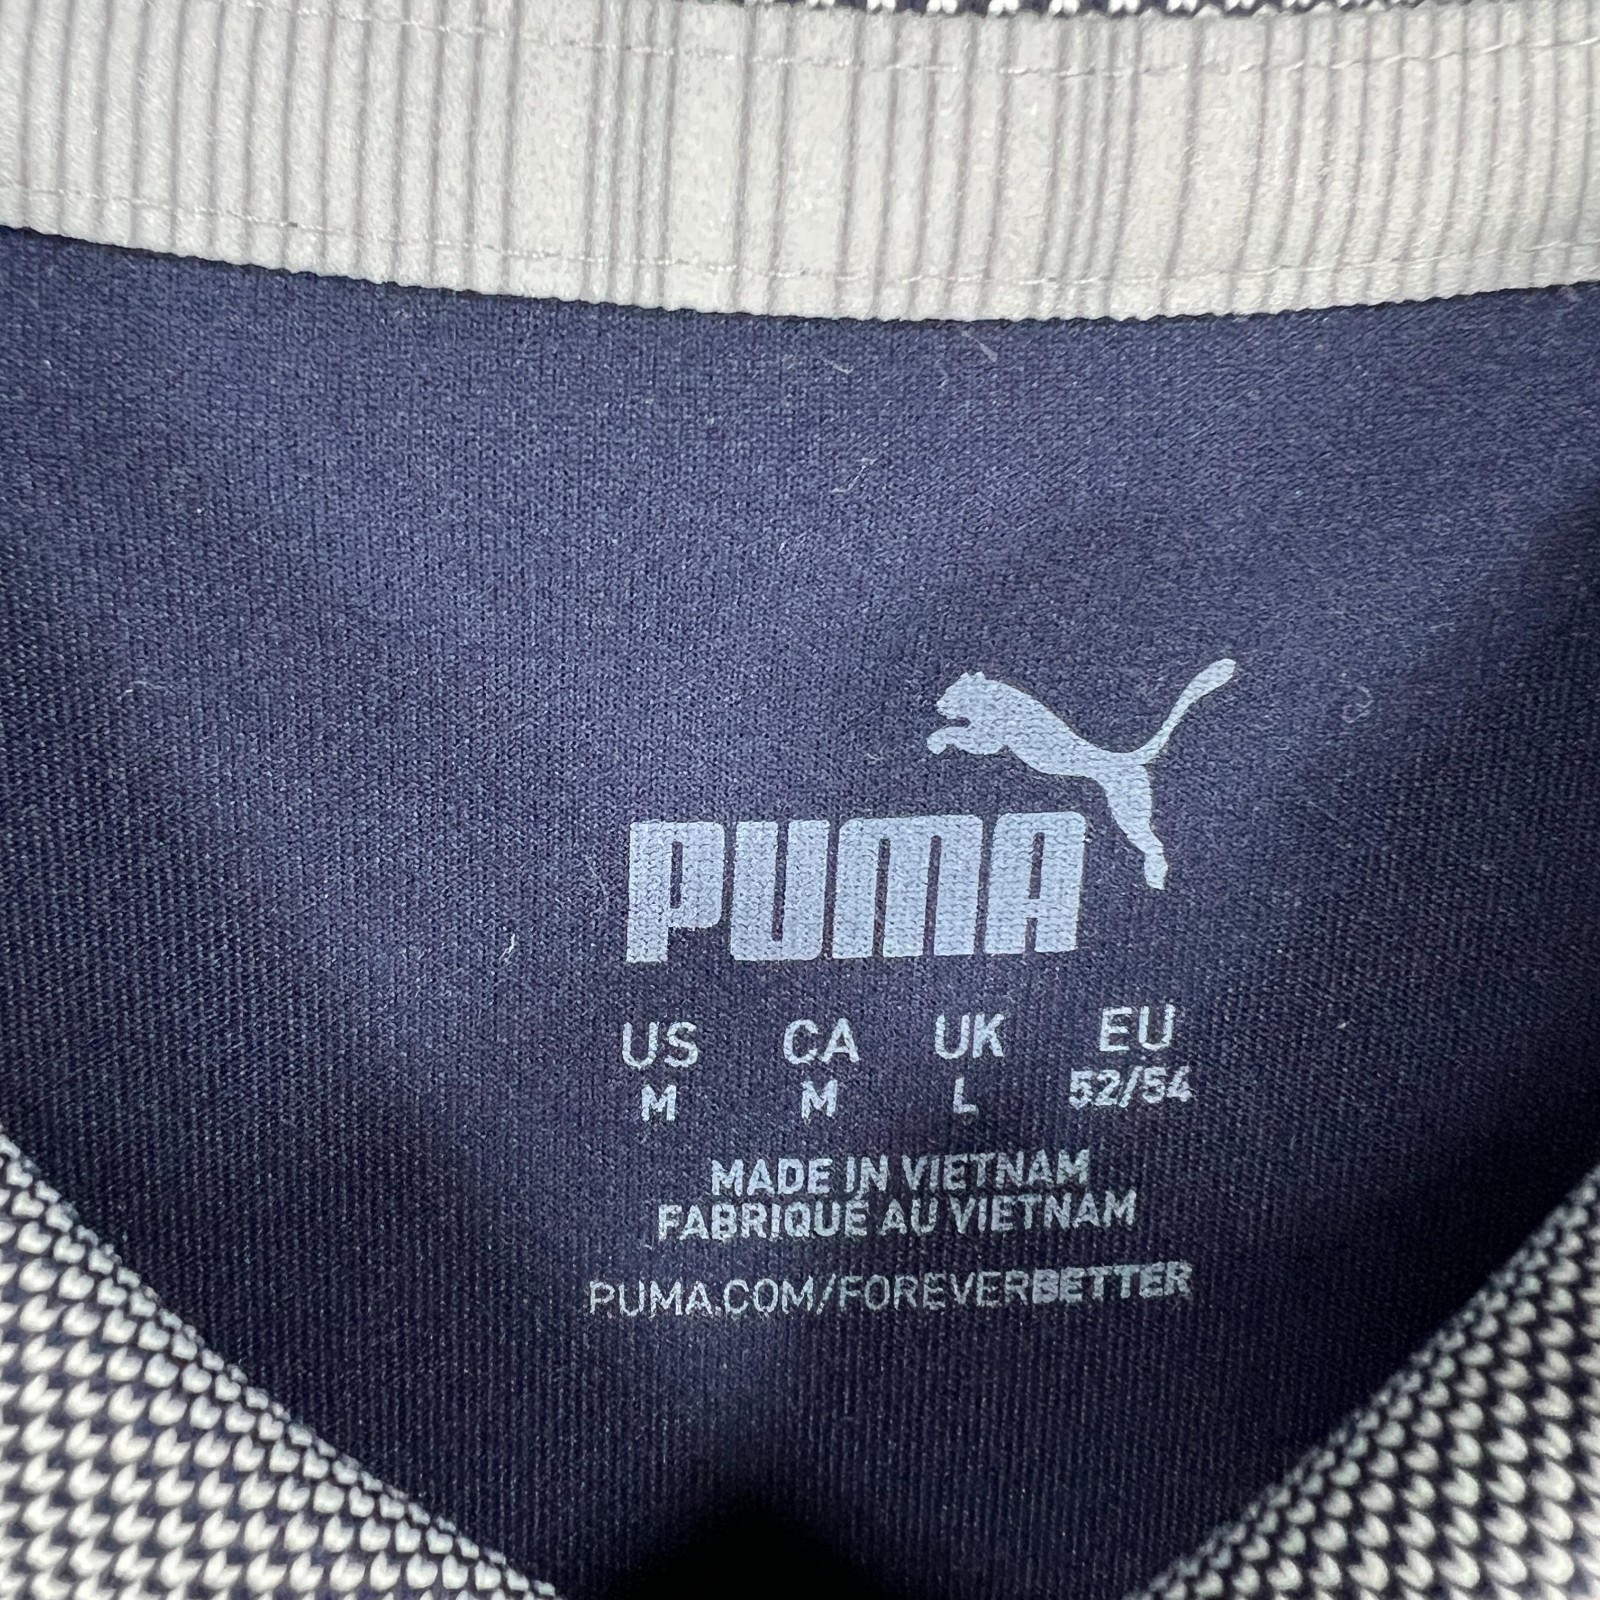 PUMA
US CA UK EU
M M L 52/54
MADE IN VIETNAM
FABRIQUÉ AU VIETNAM
PUMA.COM/FOREVERBETTER